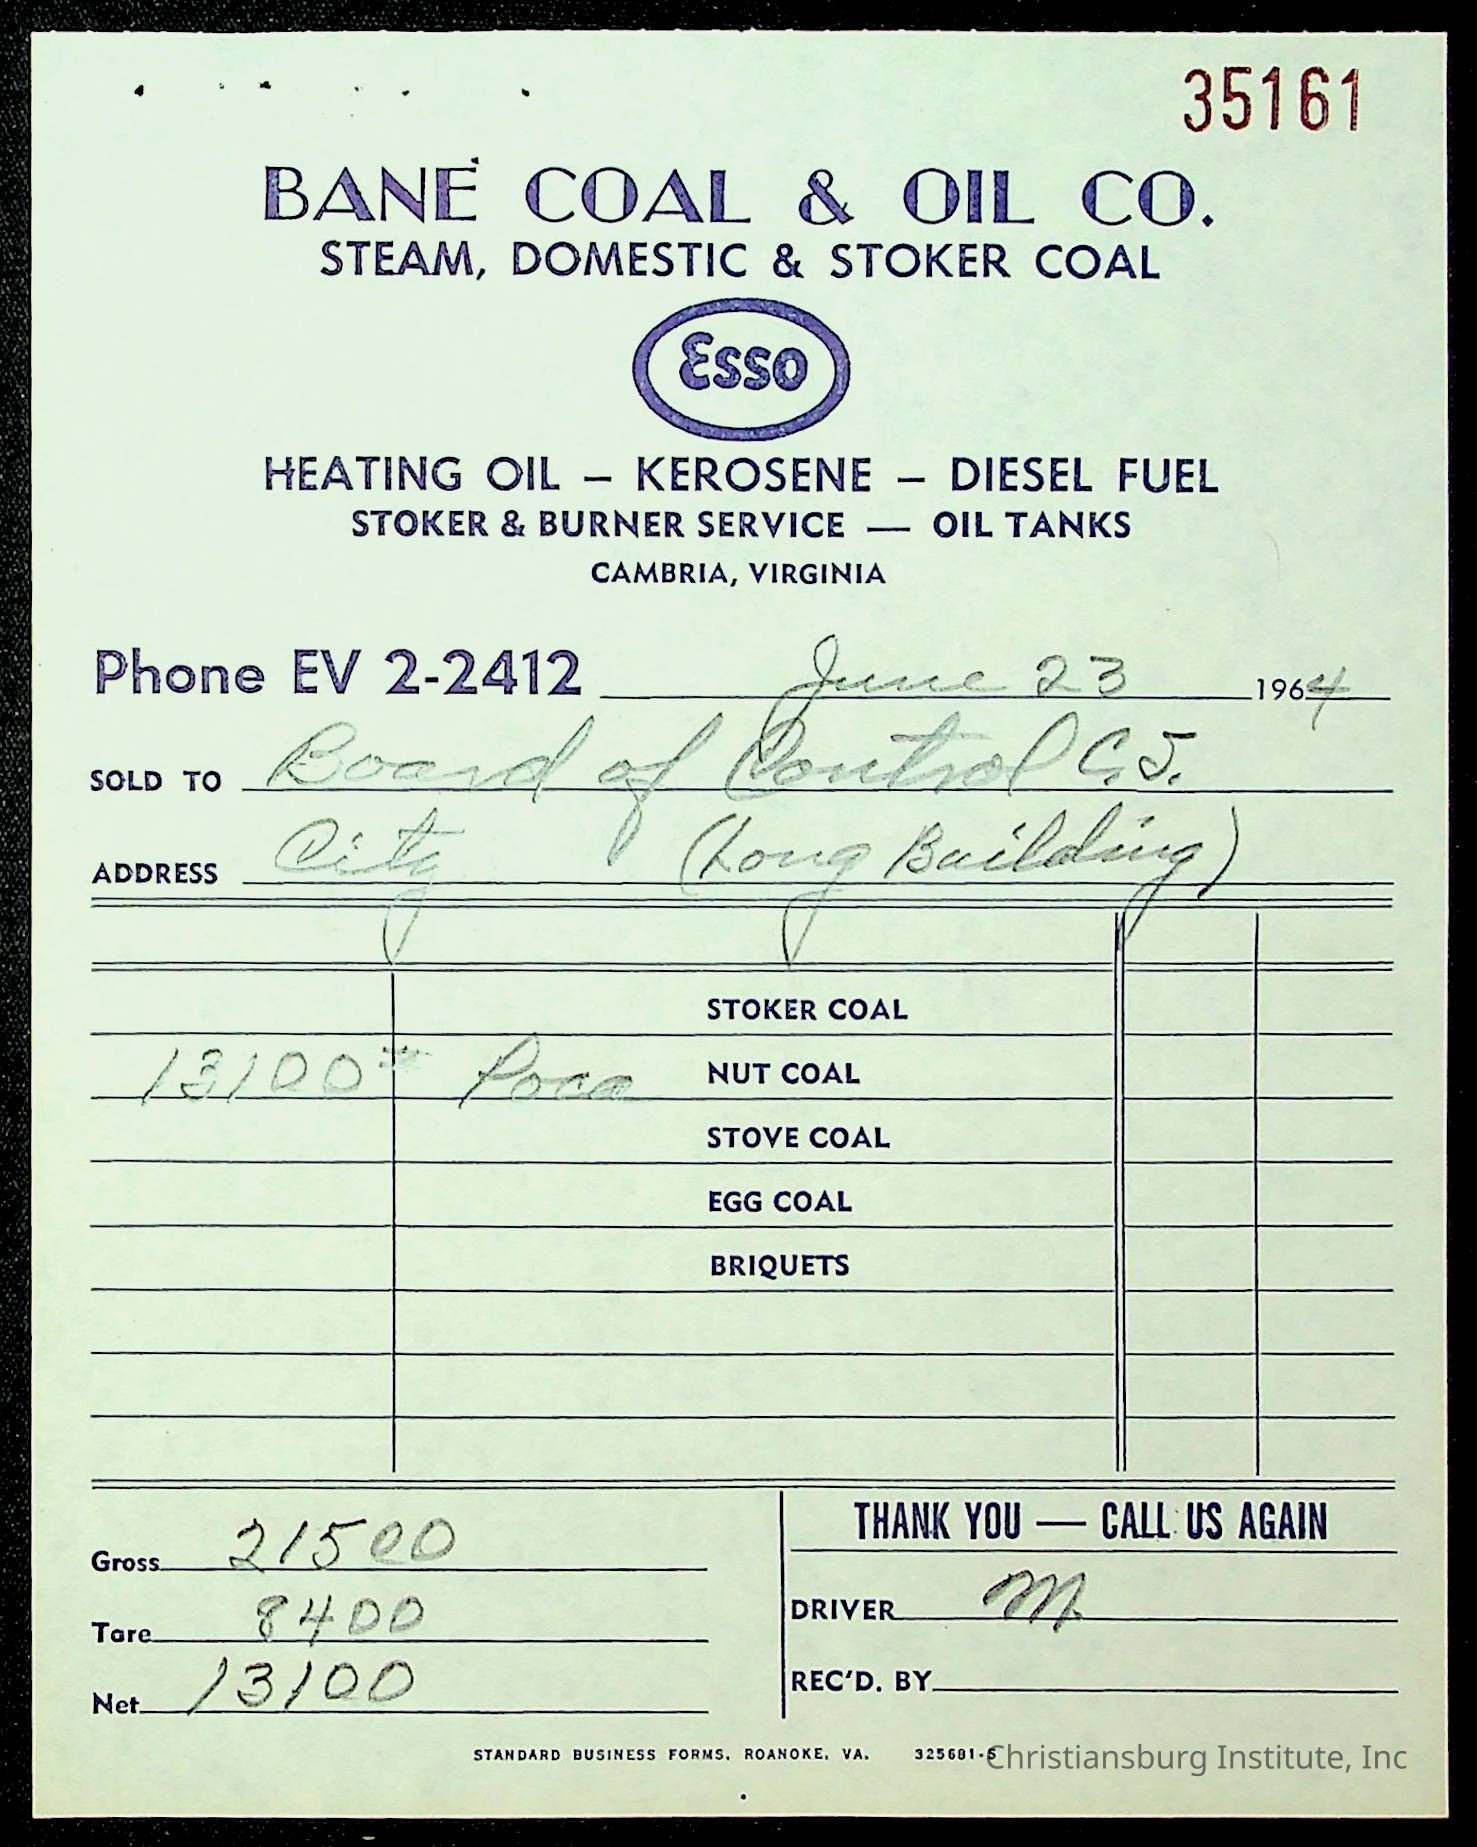 35161
BANE COAL & OIL CO.
STEAM, DOMESTIC & STOKER COAL
Esso
HEATING OIL – KEROSENE – DIESEL FUEL
STOKER & BURNER SERVICE — OIL TANKS
CAMBRIA, VIRGINIA
Phone EV 2-2412 June 23 1964
SOLD TO Board of Control C.I.
ADDRESS City (Long Building)
STOKER COAL
13100# Poca NUT COAL
STOVE COAL
EGG COAL
BRIQUETS
Gross 21500
Tare 8400
Net 13100
THANK YOU — CALL US AGAIN
DRIVER M
REC'D. BY
STANDARD BUSINESS FORMS, ROANOKE, VA. 325681-S
Christiansburg Institute, Inc